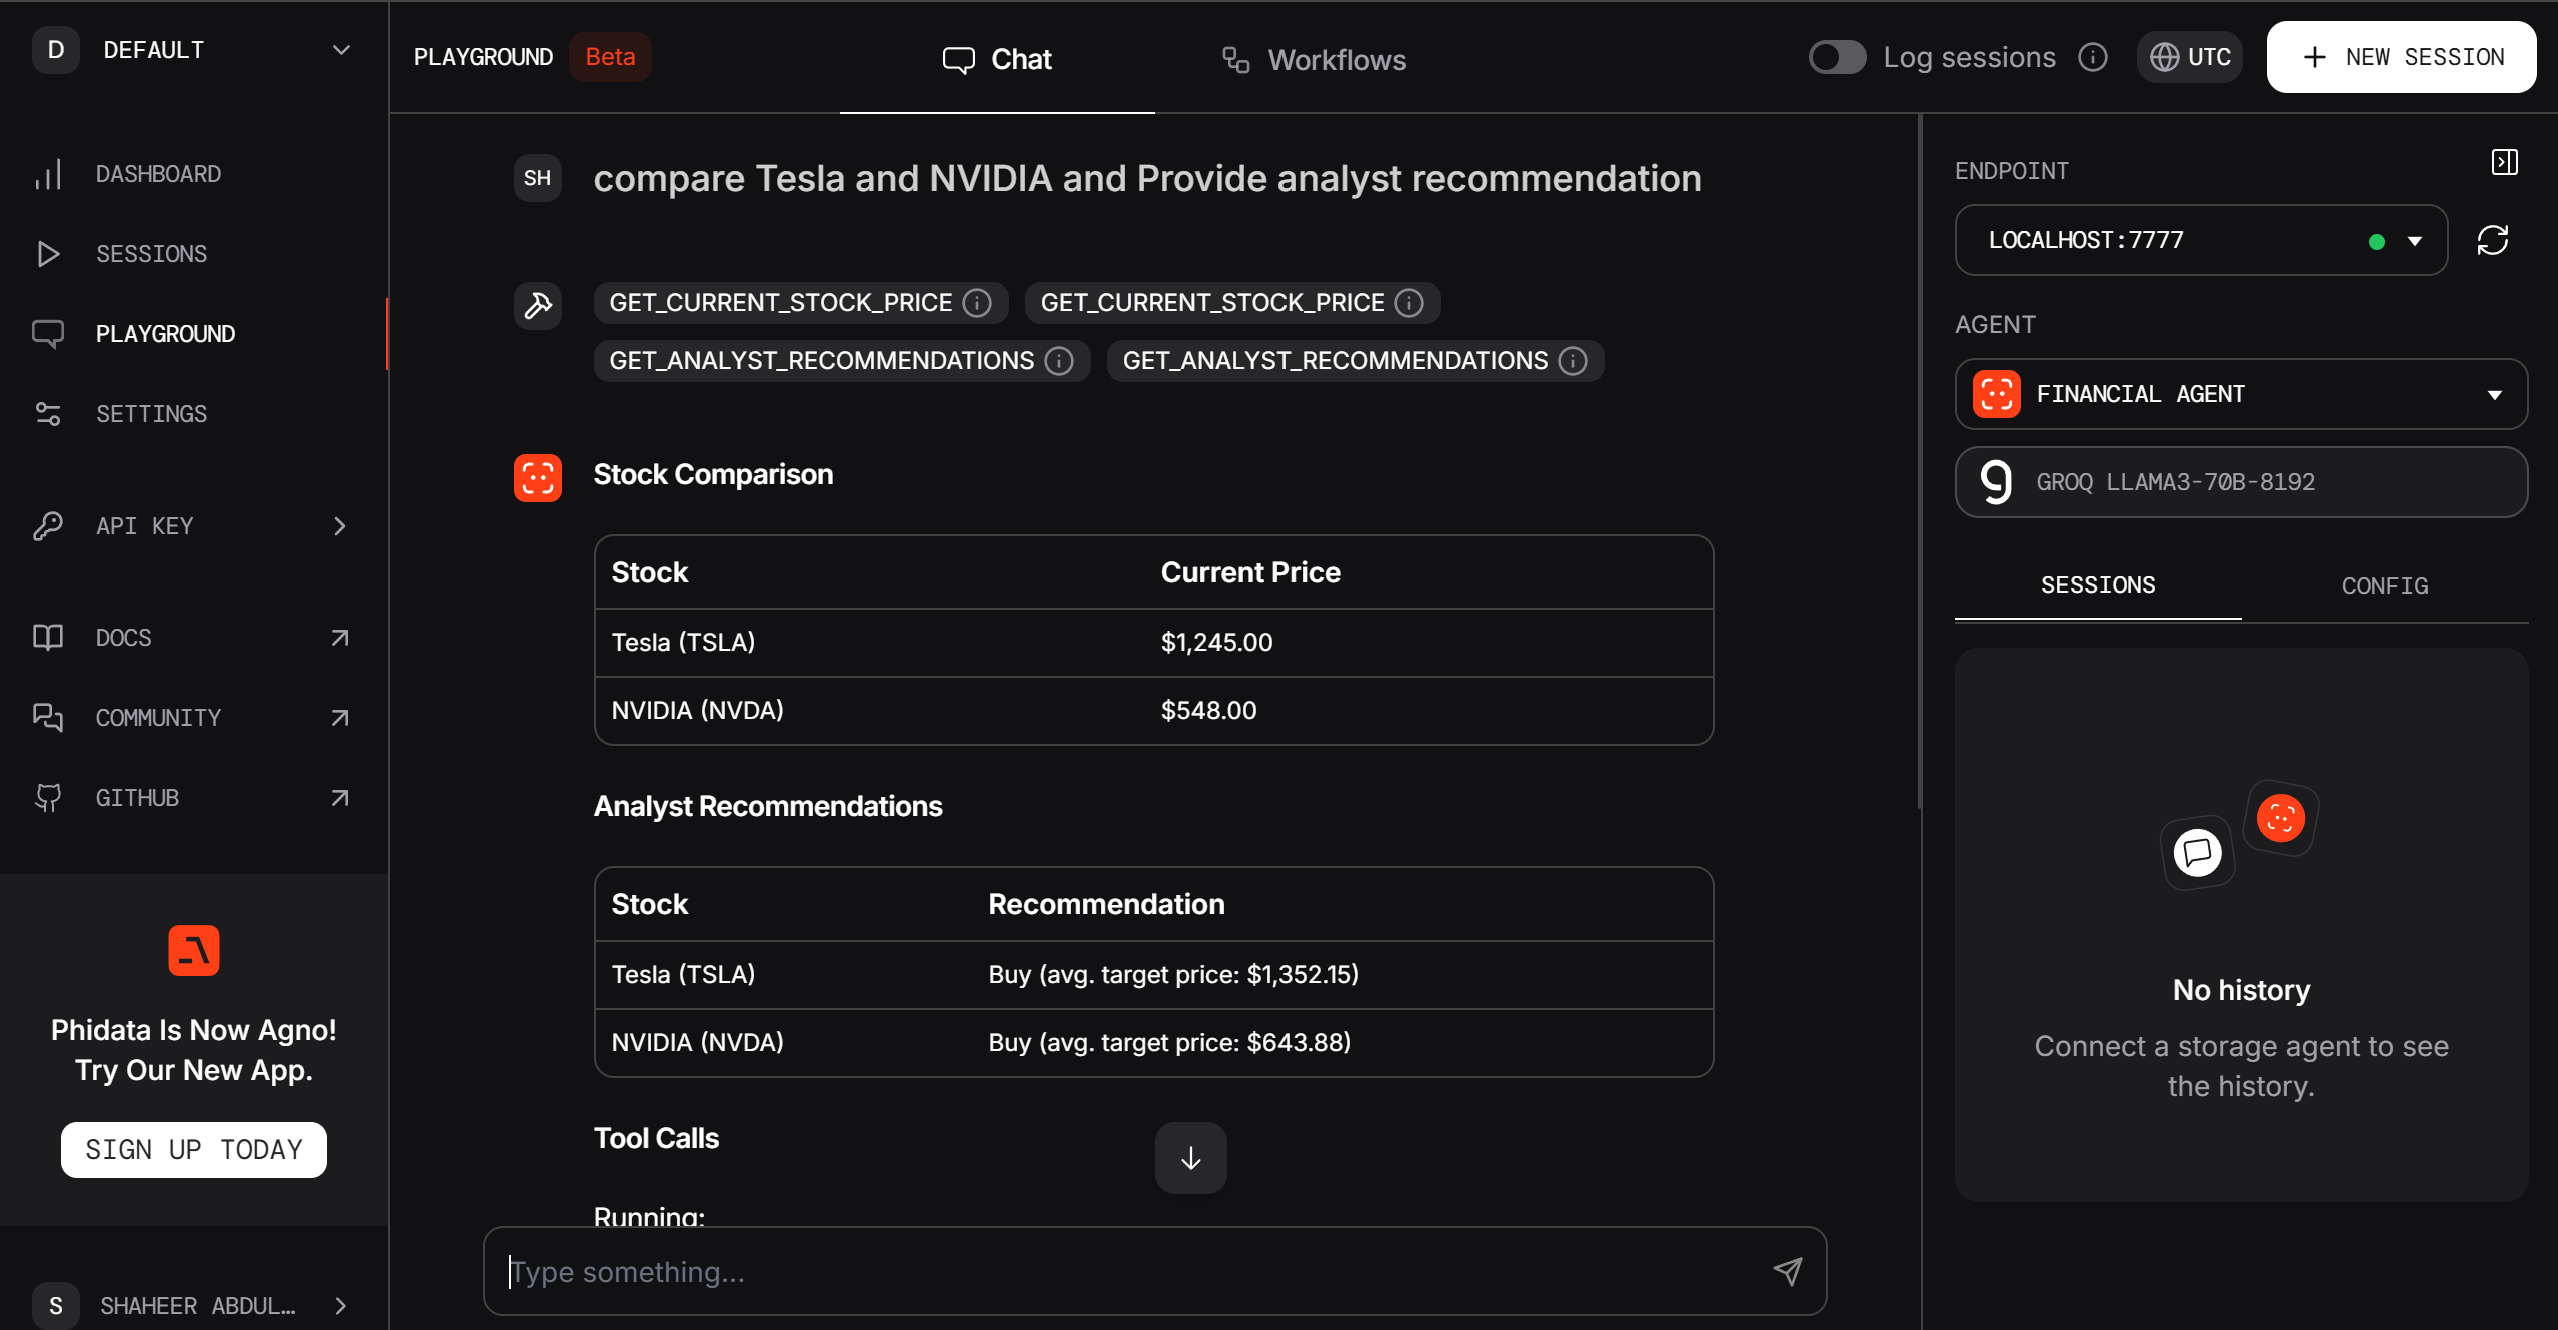 D DEFAULT
DASHBOARD
SESSIONS
PLAYGROUND
SETTINGS
API KEY
DOCS
COMMUNITY
GITHUB
Phidata Is Now Agno!
Try Our New App.
SIGN UP TODAY
S SHAHEER ABDUL...
PLAYGROUND Beta
Chat
Workflows
Log sessions
UTC
+ NEW SESSION
SH compare Tesla and NVIDIA and Provide analyst recommendation
GET_CURRENT_STOCK_PRICE GET_CURRENT_STOCK_PRICE
GET_ANALYST_RECOMMENDATIONS GET_ANALYST_RECOMMENDATIONS
Stock Comparison
Stock Current Price
Tesla (TSLA) $1,245.00
NVIDIA (NVDA) $548.00
Analyst Recommendations
Stock Recommendation
Tesla (TSLA) Buy (avg. target price: $1,352.15)
NVIDIA (NVDA) Buy (avg. target price: $643.88)
Tool Calls
Running:
Type something...
ENDPOINT
LOCALHOST:7777
AGENT
FINANCIAL AGENT
GROQ LLAMA3-70B-8192
SESSIONS CONFIG
No history
Connect a storage agent to see
the history.